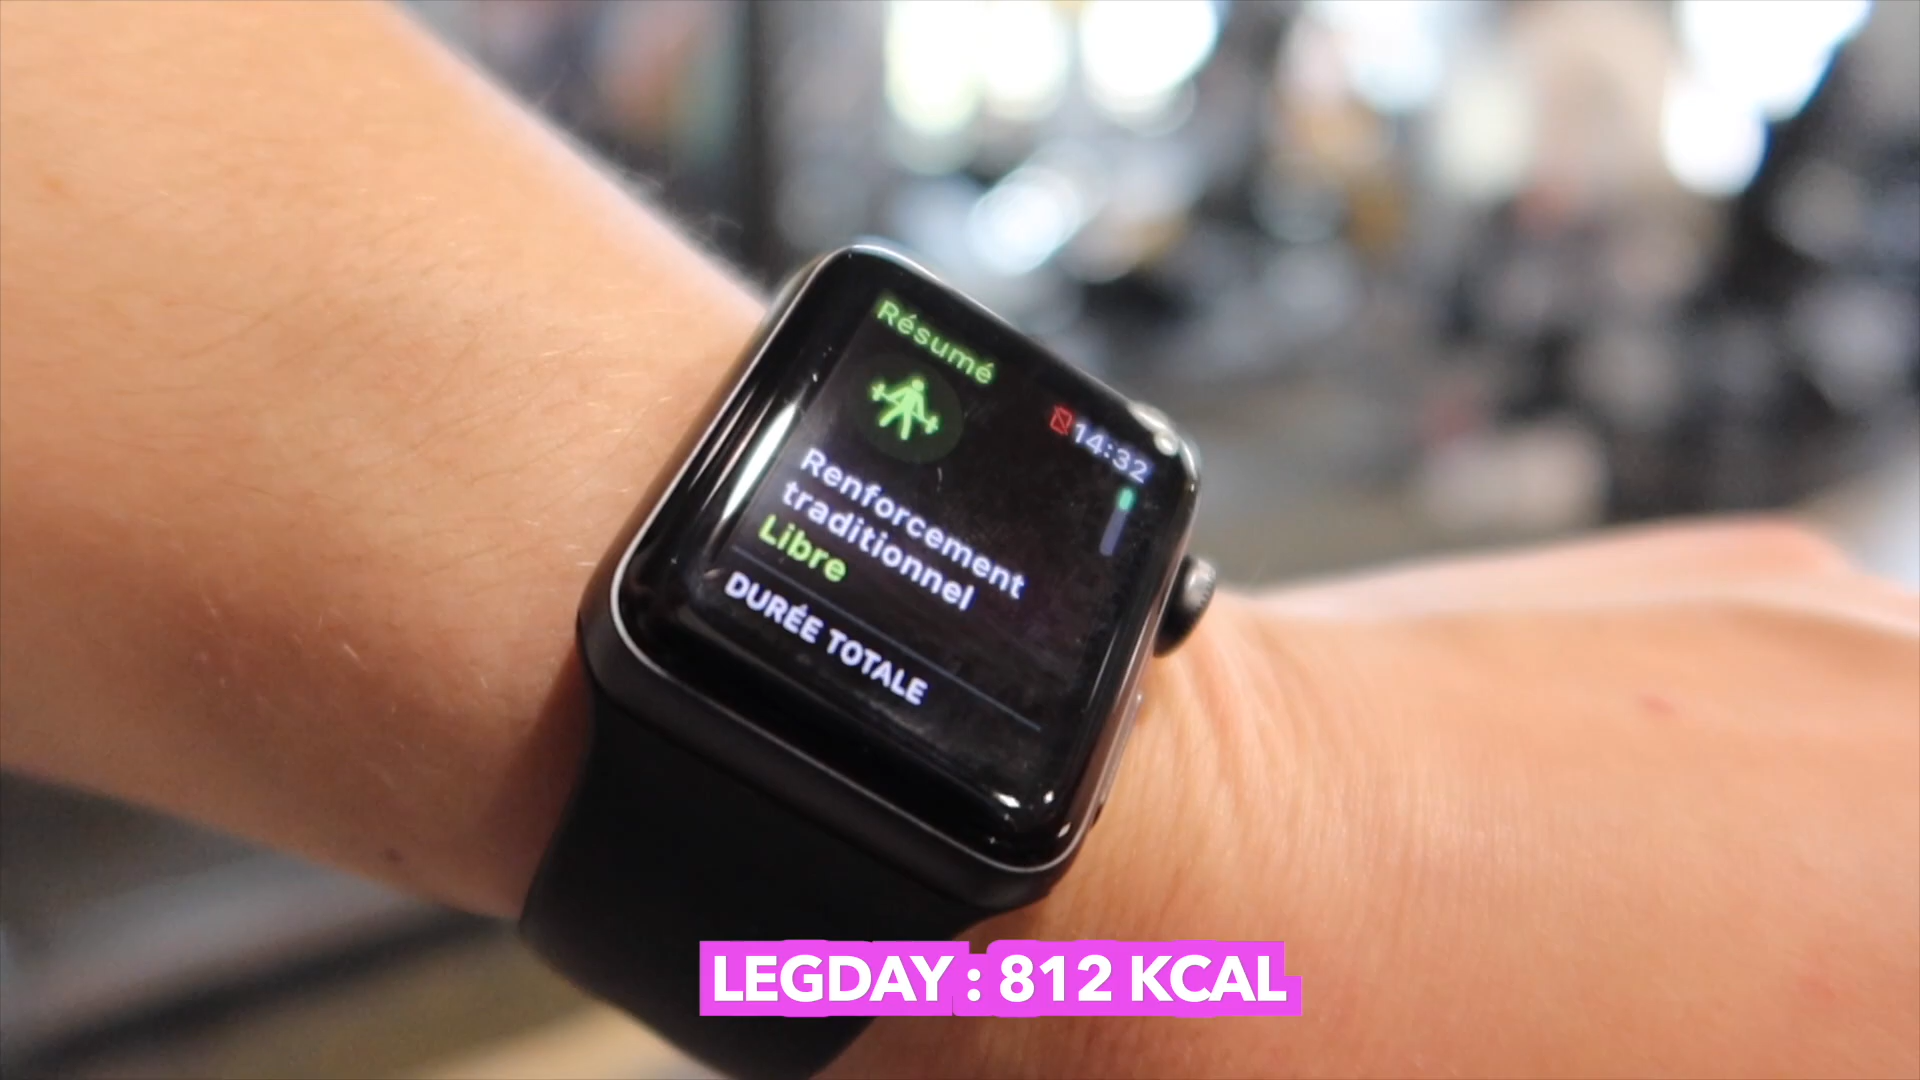 Résumé
14:32
Renforcement
traditionnel
Libre
DURÉE TOTALE
LEGDAY : 812 KCAL